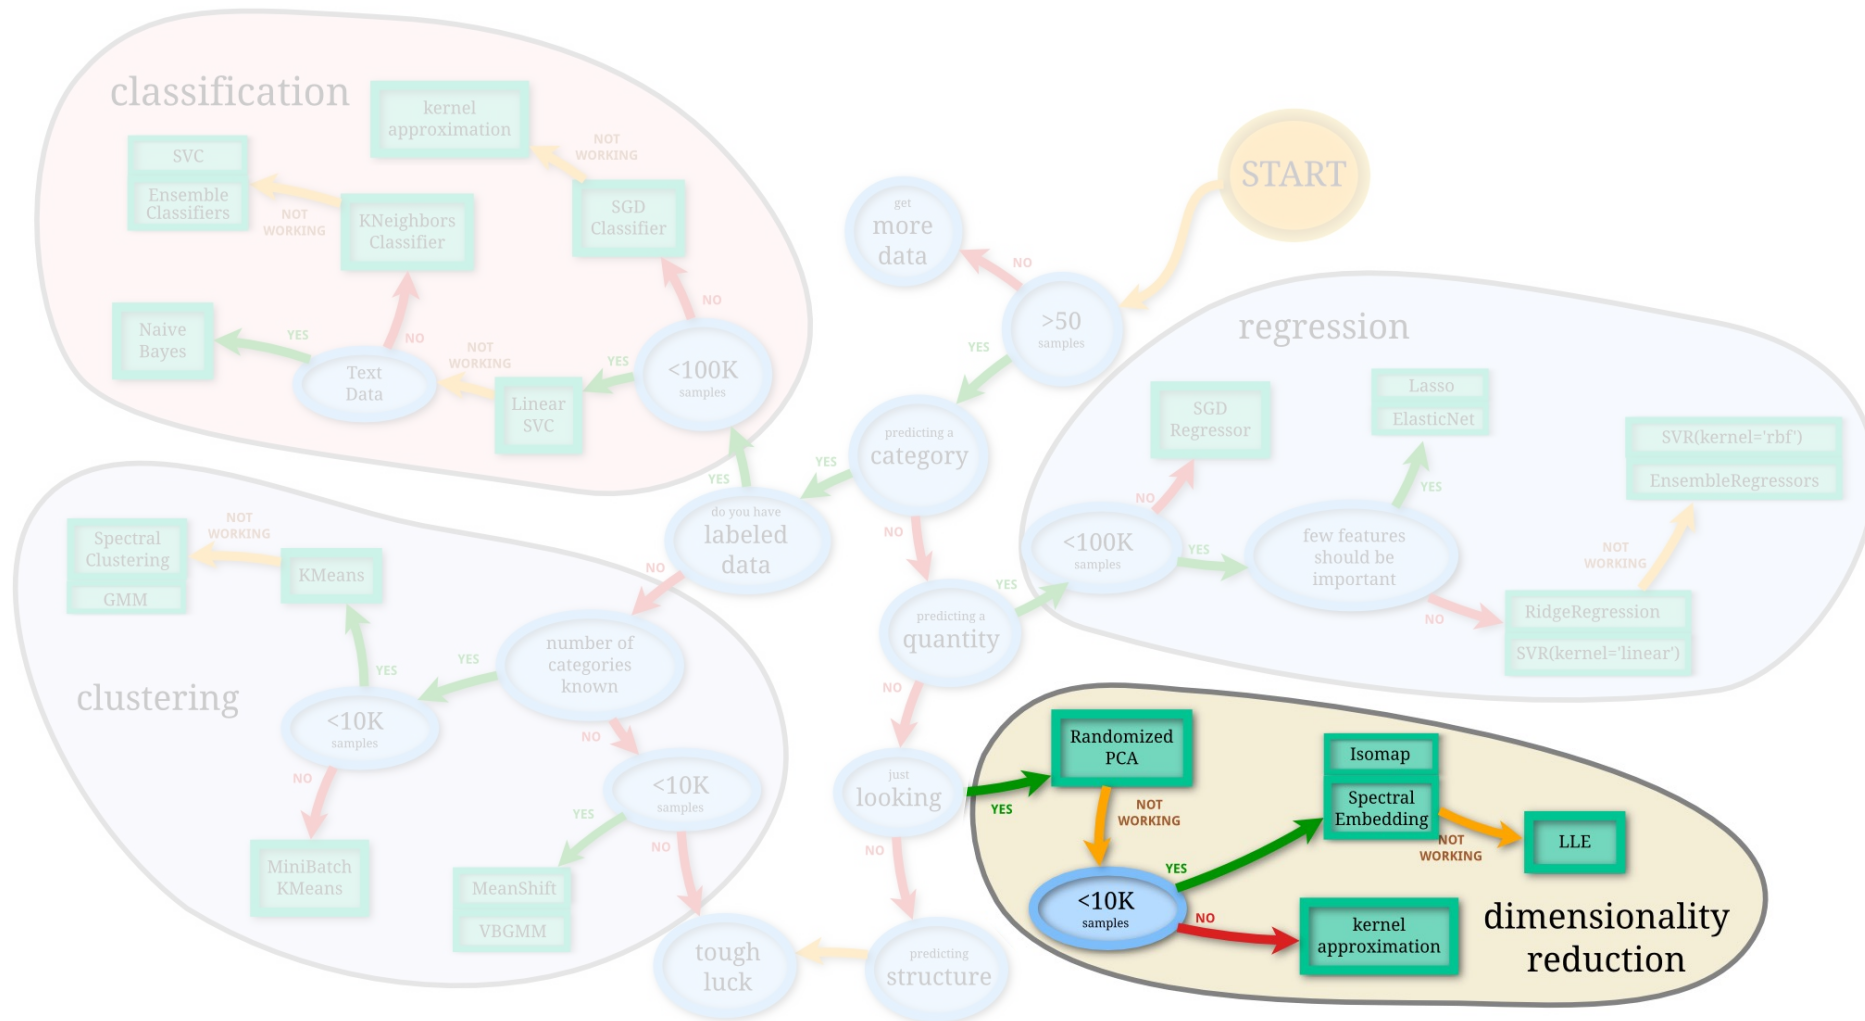 classification
kernel
approximation
NOT
WORKING
SVC
Ensemble
Classifiers
NOT
WORKING
KNeighbors
Classifier
SGD
Classifier
NO
Naive
Bayes
YES
NO
Text
Data
NOT
WORKING
Linear
SVC
YES
<100K
samples
YES
START
get
more
data
NO
>50
samples
YES
predicting a
category
YES
do you have
labeled
data
NO
NO
predicting a
quantity
YES
NO
just
looking
YES
NO
predicting
structure
tough
luck
regression
SGD
Regressor
NO
<100K
samples
YES
Lasso
ElasticNet
YES
few features
should be
important
NO
SVR(kernel='rbf')
EnsembleRegressors
NOT
WORKING
RidgeRegression
SVR(kernel='linear')
clustering
Spectral
Clustering
GMM
NOT
WORKING
KMeans
YES
number of
categories
known
YES
<10K
samples
NO
MiniBatch
KMeans
NO
<10K
samples
YES
NO
MeanShift
VBGMM
Randomized
PCA
NOT
WORKING
<10K
samples
YES
NO
Isomap
Spectral
Embedding
NOT
WORKING
LLE
kernel
approximation
dimensionality
reduction